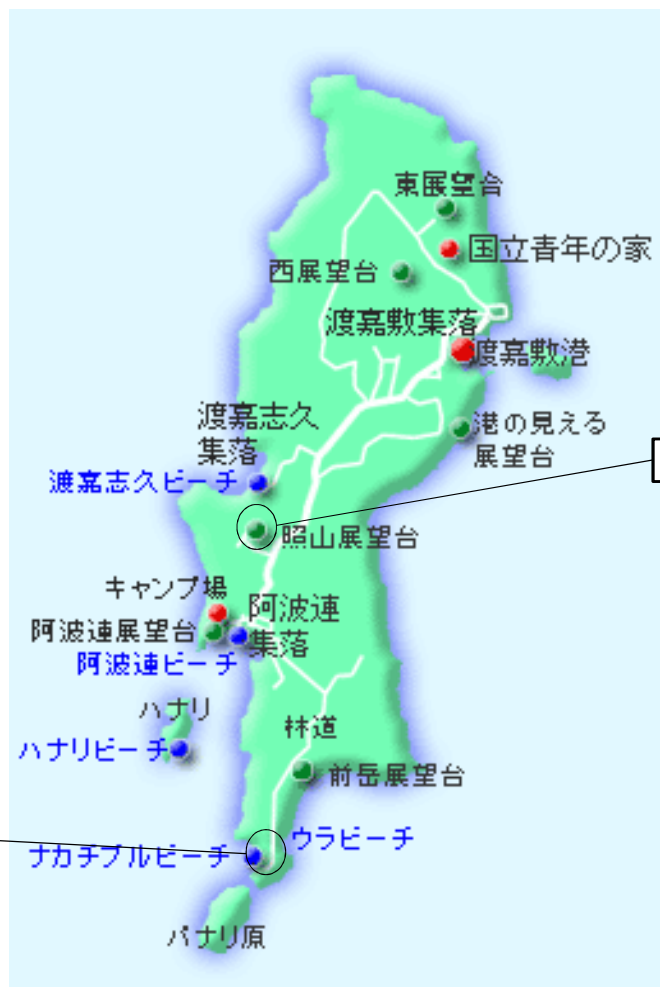 東展望台
国立青年の家
西展望台
渡嘉敷集落
渡嘉敷港
渡嘉志久
集落
港の見える
展望台
渡嘉志久ビーチ
照山展望台
キャンプ場
阿波連
集落
阿波連展望台
阿波連ビーチ
ハナリ
林道
ハナリビーチ
前岳展望台
ウラビーチ
ナカチブルビーチ
パナリ原